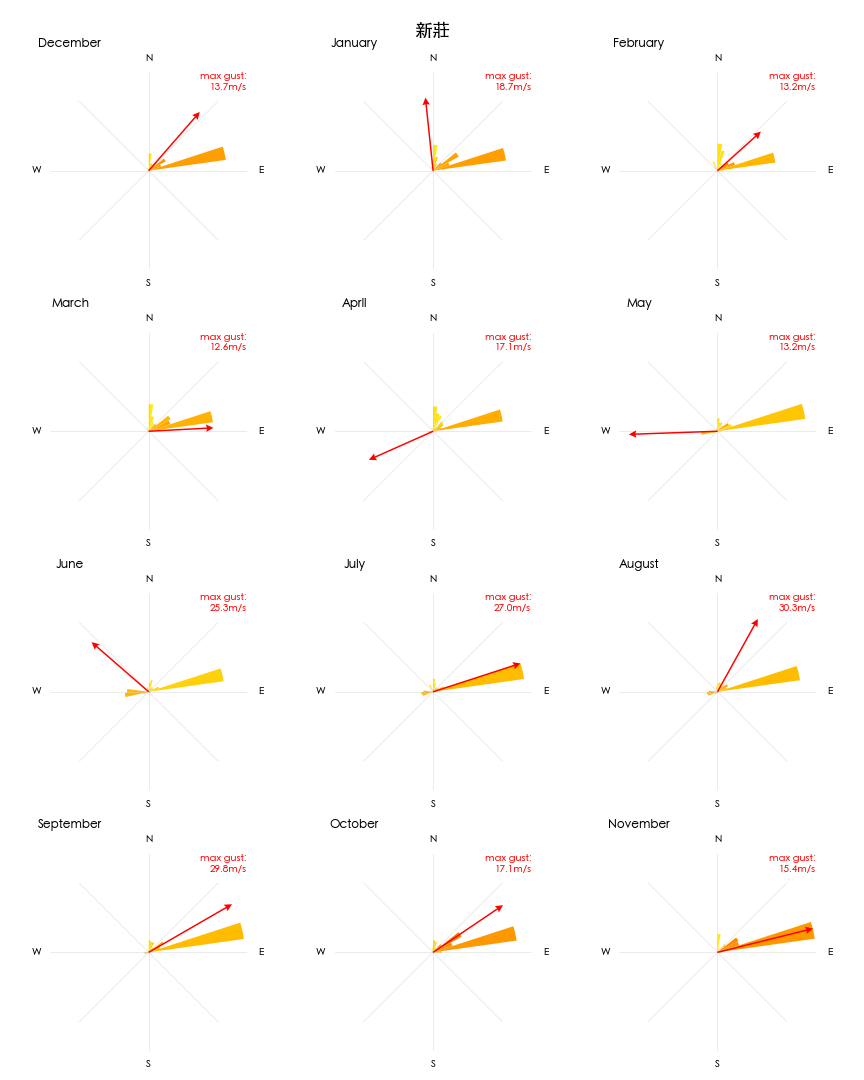 新莊
December
N
max gust:
13.7m/s
W
E
S
January
N
max gust:
18.7m/s
W
E
S
February
N
max gust:
13.2m/s
W
E
S
March
N
max gust:
12.6m/s
W
E
S
April
N
max gust:
17.1m/s
W
E
S
May
N
max gust:
13.2m/s
W
E
S
June
N
max gust:
25.3m/s
W
E
S
July
N
max gust:
27.0m/s
W
E
S
August
N
max gust:
30.3m/s
W
E
S
September
N
max gust:
29.8m/s
W
E
S
October
N
max gust:
17.1m/s
W
E
S
November
N
max gust:
15.4m/s
W
E
S